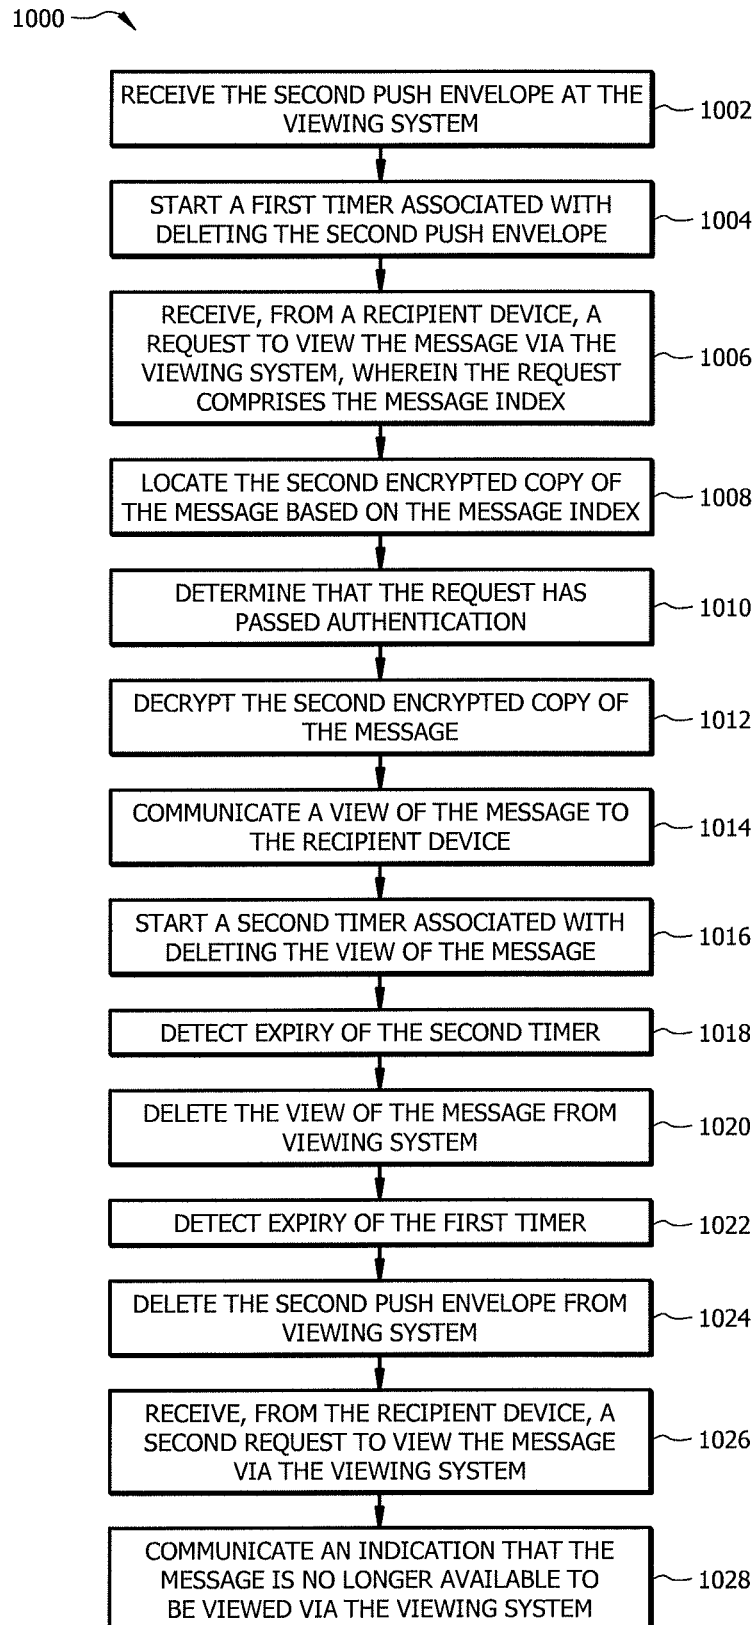 1000
RECEIVE THE SECOND PUSH ENVELOPE AT THE
VIEWING SYSTEM
1002
START A FIRST TIMER ASSOCIATED WITH
DELETING THE SECOND PUSH ENVELOPE
1004
RECEIVE, FROM A RECIPIENT DEVICE, A
REQUEST TO VIEW THE MESSAGE VIA THE
VIEWING SYSTEM, WHEREIN THE REQUEST
COMPRISES THE MESSAGE INDEX
1006
LOCATE THE SECOND ENCRYPTED COPY OF
THE MESSAGE BASED ON THE MESSAGE INDEX
1008
DETERMINE THAT THE REQUEST HAS
PASSED AUTHENTICATION
1010
DECRYPT THE SECOND ENCRYPTED COPY OF
THE MESSAGE
1012
COMMUNICATE A VIEW OF THE MESSAGE TO
THE RECIPIENT DEVICE
1014
START A SECOND TIMER ASSOCIATED WITH
DELETING THE VIEW OF THE MESSAGE
1016
DETECT EXPIRY OF THE SECOND TIMER
1018
DELETE THE VIEW OF THE MESSAGE FROM
VIEWING SYSTEM
1020
DETECT EXPIRY OF THE FIRST TIMER
1022
DELETE THE SECOND PUSH ENVELOPE FROM
VIEWING SYSTEM
1024
RECEIVE, FROM THE RECIPIENT DEVICE, A
SECOND REQUEST TO VIEW THE MESSAGE
VIA THE VIEWING SYSTEM
1026
COMMUNICATE AN INDICATION THAT THE
MESSAGE IS NO LONGER AVAILABLE TO
BE VIEWED VIA THE VIEWING SYSTEM
1028